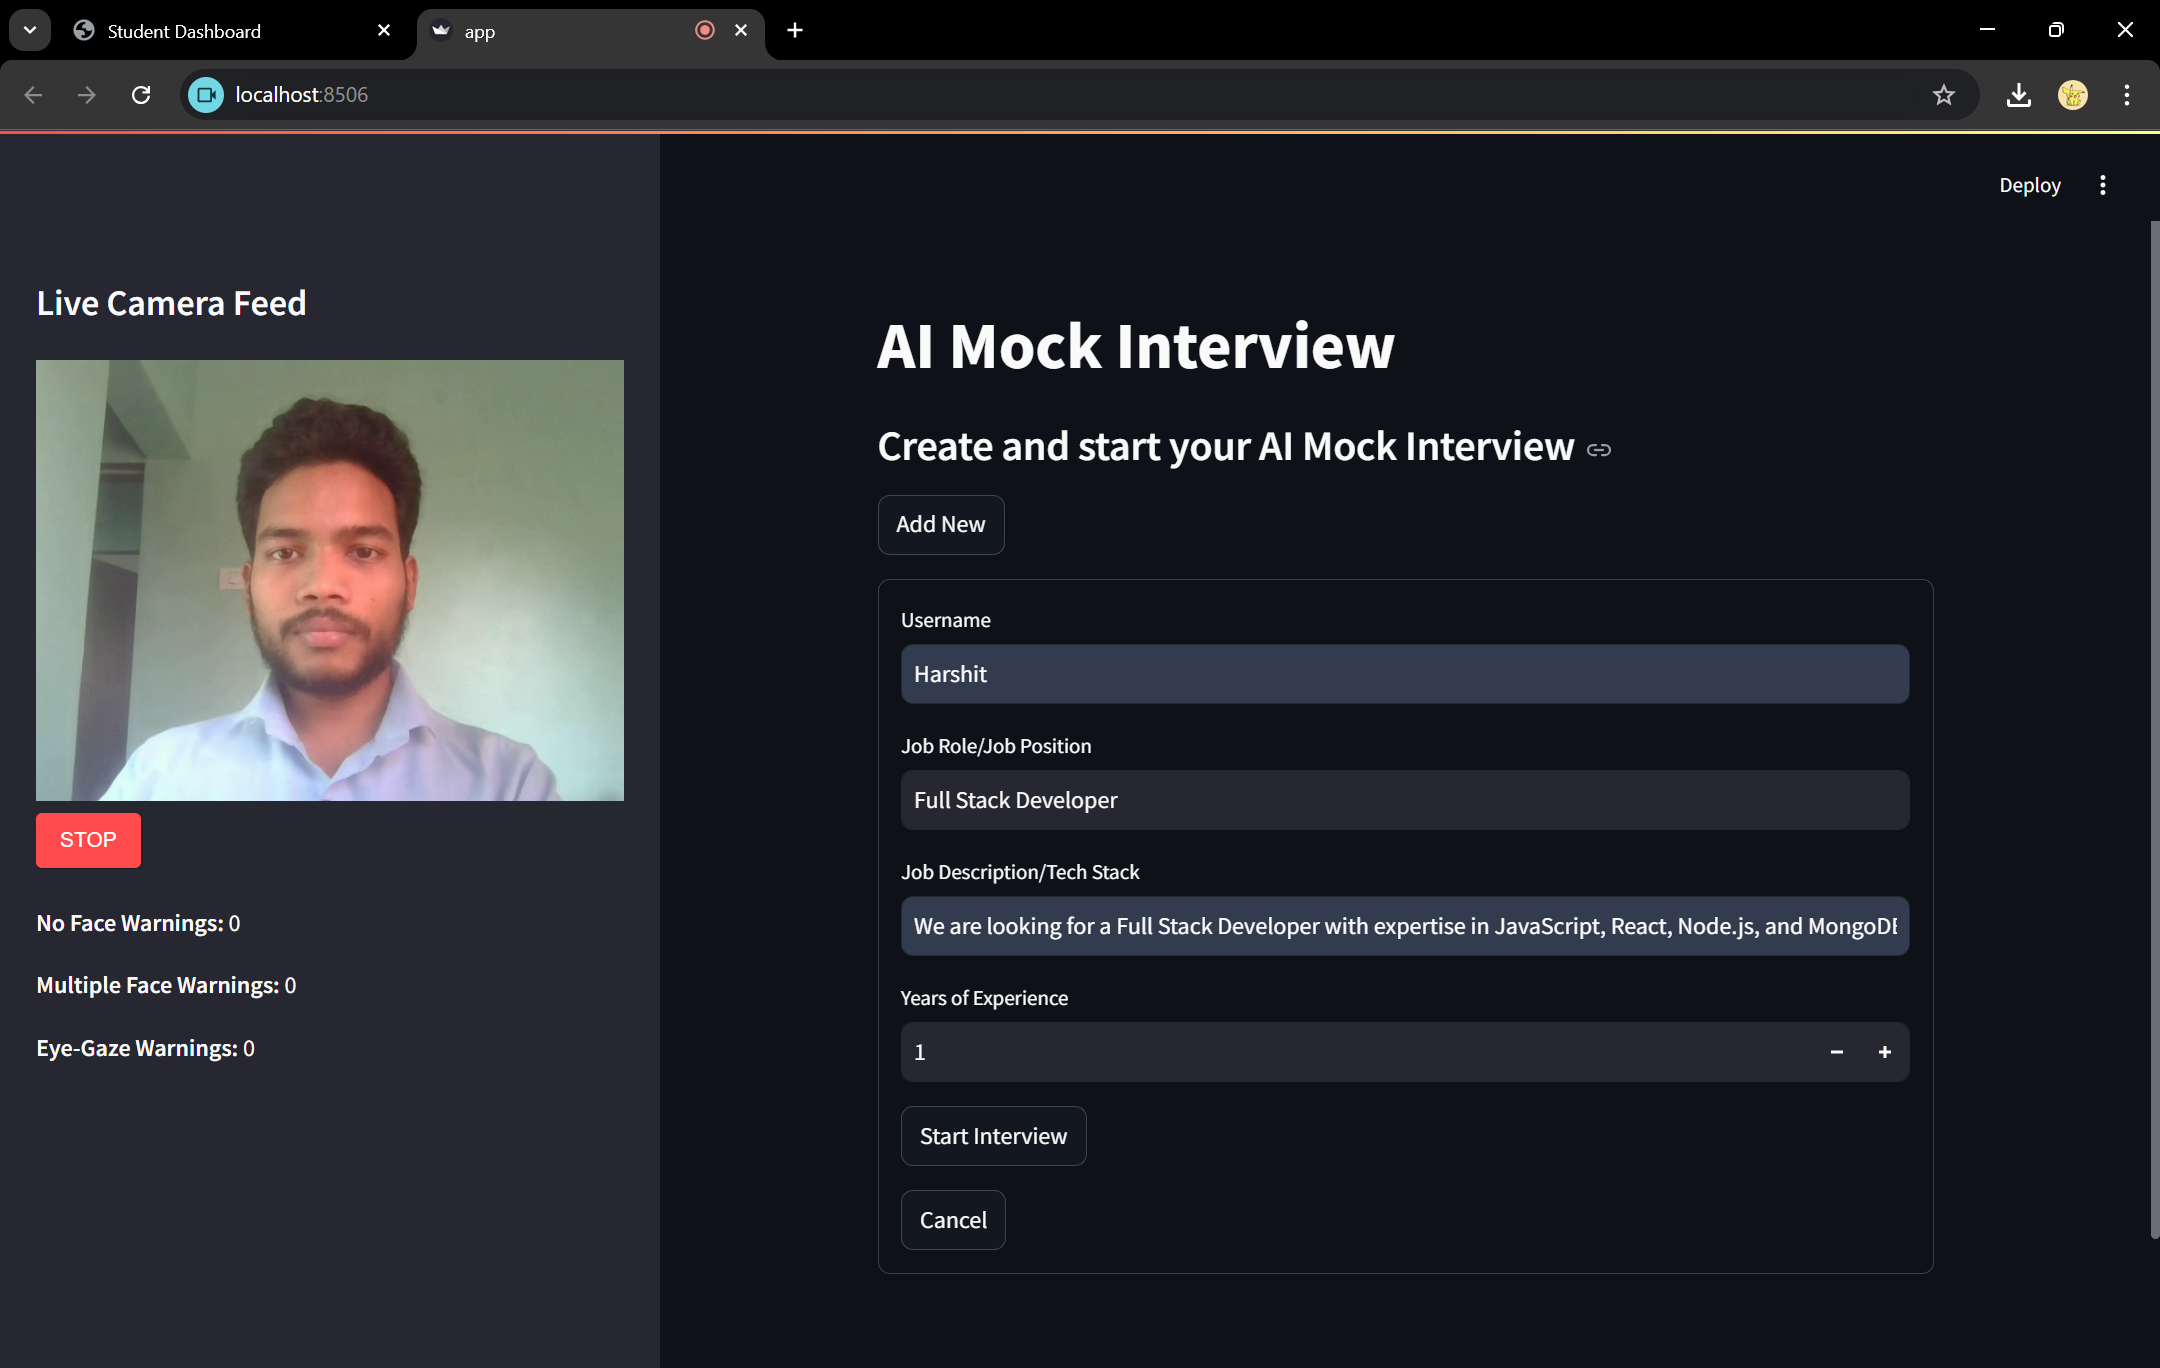 Student Dashboard
app
localhost:8506
Deploy
Live Camera Feed
STOP
No Face Warnings: 0
Multiple Face Warnings: 0
Eye-Gaze Warnings: 0
AI Mock Interview
Create and start your AI Mock Interview
Add New
Username
Harshit
Job Role/Job Position
Full Stack Developer
Job Description/Tech Stack
We are looking for a Full Stack Developer with expertise in JavaScript, React, Node.js, and MongoDB
Years of Experience
1
Start Interview
Cancel